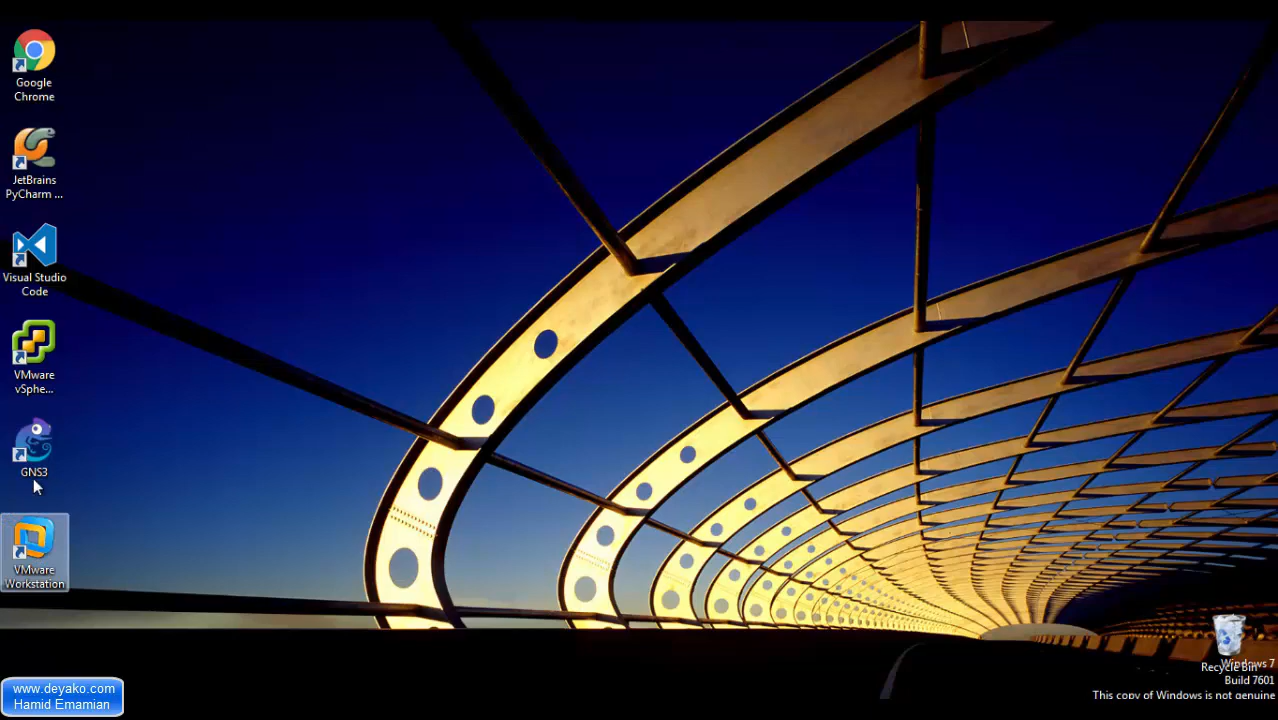 Google
Chrome
JetBrains
PyCharm ...
Visual Studio
Code
VMware
vSphe...
GNS3
VMware
Workstation
Recycle Bin
Windows 7
Build 7601
This copy of Windows is not genuine
www.deyako.com
Hamid Emamian